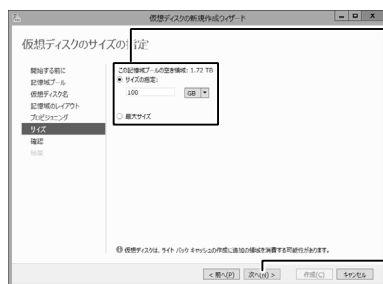 仮想ディスクの新規作成ウィザード
仮想ディスクのサイズの指定
開始する前に
記憶域プール
仮想ディスク名
記憶域のレイアウト
プロビジョニング
サイズ
確認
結果
この記憶域プールの空き領域: 1.72 TB
サイズの指定:
100 GB
最大サイズ
仮想ディスクは、ライト バック キャッシュの作成に追加の領域を消費する可能性があります。
< 前へ(P) 次へ(N) > 作成(C) キャンセル